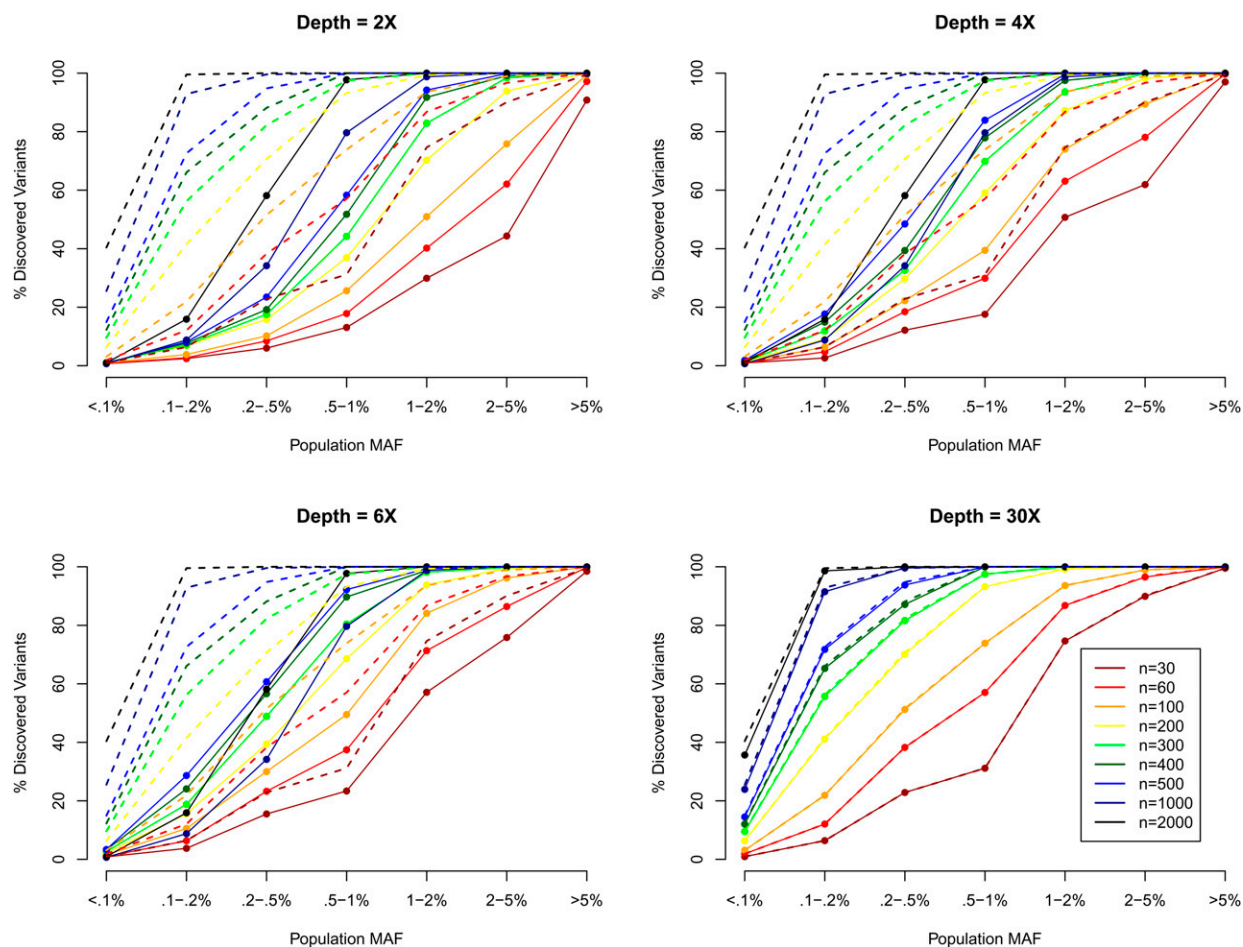 Depth = 2X
% Discovered Variants
100
80
60
40
20
0
<.1%
.1−.2%
.2−.5%
.5−1%
1−2%
2−5%
>5%
Population MAF
Depth = 4X
% Discovered Variants
100
80
60
40
20
0
<.1%
.1−.2%
.2−.5%
.5−1%
1−2%
2−5%
>5%
Population MAF
Depth = 6X
% Discovered Variants
100
80
60
40
20
0
<.1%
.1−.2%
.2−.5%
.5−1%
1−2%
2−5%
>5%
Population MAF
Depth = 30X
% Discovered Variants
100
80
60
40
20
0
<.1%
.1−.2%
.2−.5%
.5−1%
1−2%
2−5%
>5%
Population MAF
n=30
n=60
n=100
n=200
n=300
n=400
n=500
n=1000
n=2000